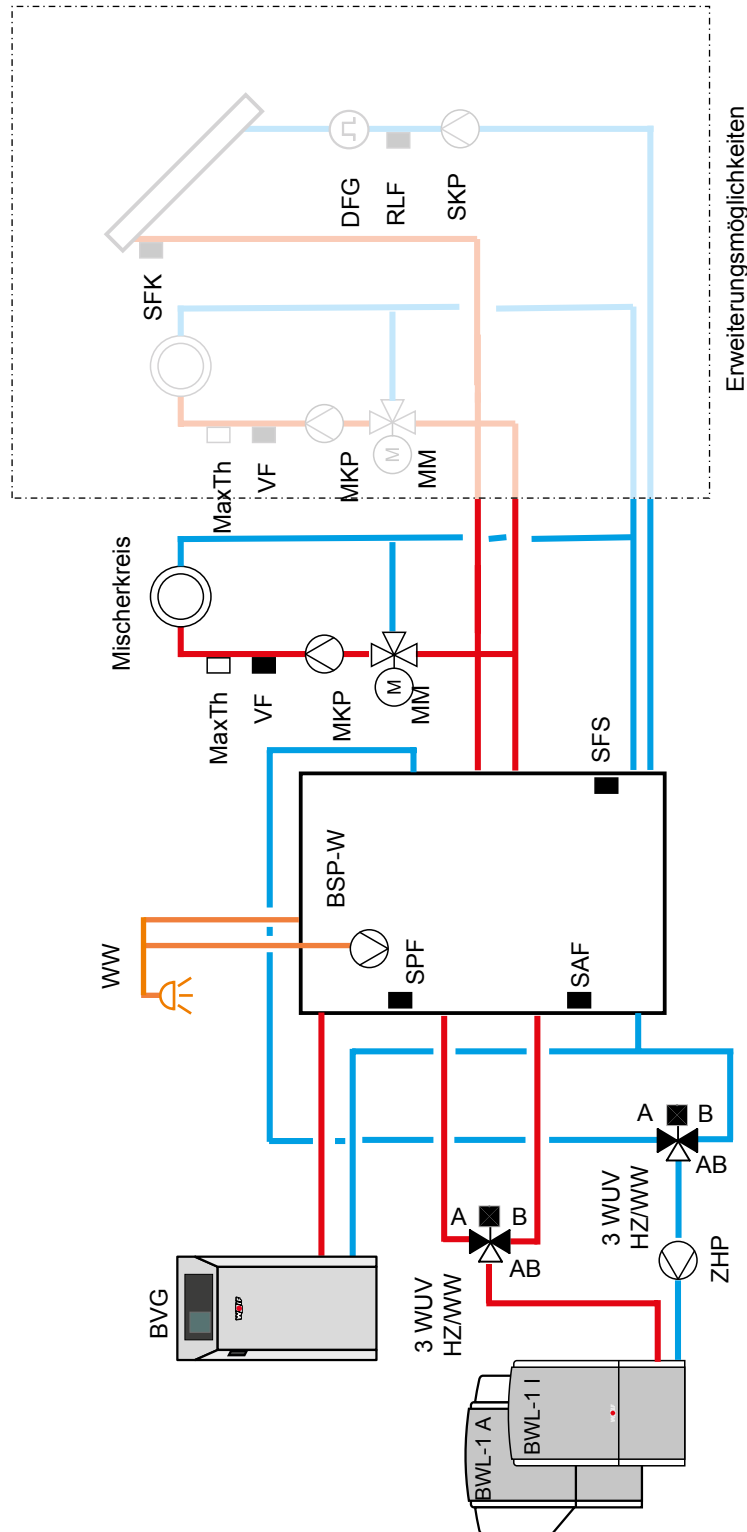 Erweiterungsmöglichkeiten
DFG
RLF
SKP
SFK
MaxTh
VF
MKP
MM
M
Mischerkreis
MaxTh
VF
MKP
MM
M
SFS
BSP-W
WW
SPF
SAF
A
B
AB
3 WUV
HZ/WW
A
B
AB
3 WUV
HZ/WW
ZHP
BVG
WOLF
BWL-1 A
BWL-1 I